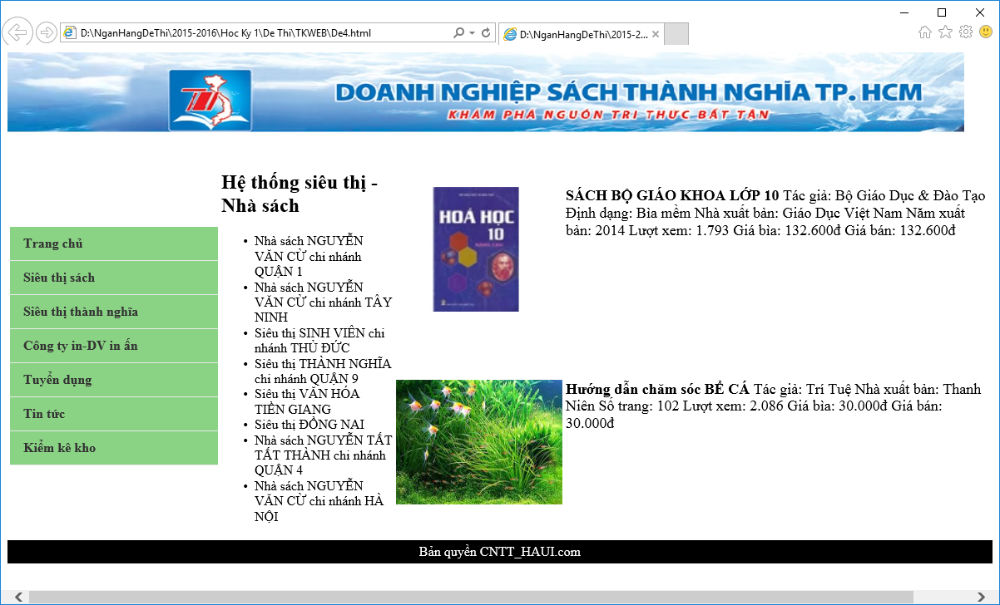 D:\NganHangDeThi\2015-2016\Hoc Ky 1\De Thi\TKWEB\De4.html
D:\NganHangDeThi\2015-2...
DOANH NGHIỆP SÁCH THÀNH NGHĨA TP. HCM
KHÁM PHÁ NGUỒN TRI THỨC BẤT TẬN
Trang chủ
Siêu thị sách
Siêu thị thành nghĩa
Công ty in-DV in ấn
Tuyển dụng
Tin tức
Kiểm kê kho
Hệ thống siêu thị -
Nhà sách
• Nhà sách NGUYỄN
VĂN CỪ chi nhánh
QUẬN 1
• Nhà sách NGUYỄN
VĂN CỪ chi nhánh TÂY
NINH
• Siêu thị SINH VIÊN chi
nhánh THỦ ĐỨC
• Siêu thị THÀNH NGHĨA
chi nhánh QUẬN 9
• Siêu thị VĂN HÓA
TIỀN GIANG
• Siêu thị ĐỒNG NAI
• Nhà sách NGUYỄN TẤT
TẤT THÀNH chi nhánh
QUẬN 4
• Nhà sách NGUYỄN
VĂN CỪ chi nhánh HÀ
NỘI
HOÁ HỌC
10
NÂNG CAO
SÁCH BỘ GIÁO KHOA LỚP 10 Tác giả: Bộ Giáo Dục & Đào Tạo
Định dạng: Bìa mềm Nhà xuất bản: Giáo Dục Việt Nam Năm xuất
bản: 2014 Lượt xem: 1.793 Giá bìa: 132.600đ Giá bán: 132.600đ
Hướng dẫn chăm sóc BỂ CÁ Tác giả: Trí Tuệ Nhà xuất bản: Thanh
Niên Số trang: 102 Lượt xem: 2.086 Giá bìa: 30.000đ Giá bán:
30.000đ
Bản quyền CNTT_HAUI.com